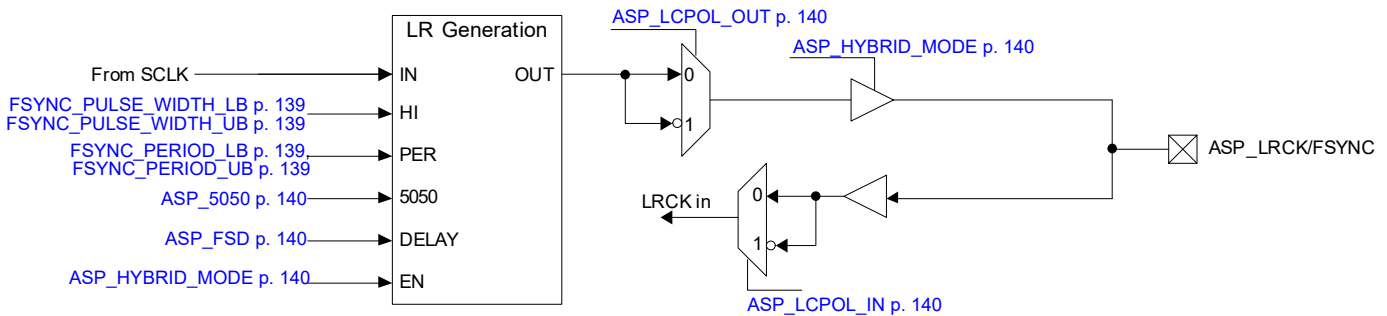 ASP_LCPOL_OUT p. 140
LR Generation
ASP_HYBRID_MODE p. 140
From SCLK
IN
OUT
0
FSYNC_PULSE_WIDTH_LB p. 139
FSYNC_PULSE_WIDTH_UB p. 139
HI
1
FSYNC_PERIOD_LB p. 139,
FSYNC_PERIOD_UB p. 139
PER
ASP_LRCK/FSYNC
ASP_5050 p. 140
5050
LRCK in
0
ASP_FSD p. 140
DELAY
1
ASP_HYBRID_MODE p. 140
EN
ASP_LCPOL_IN p. 140